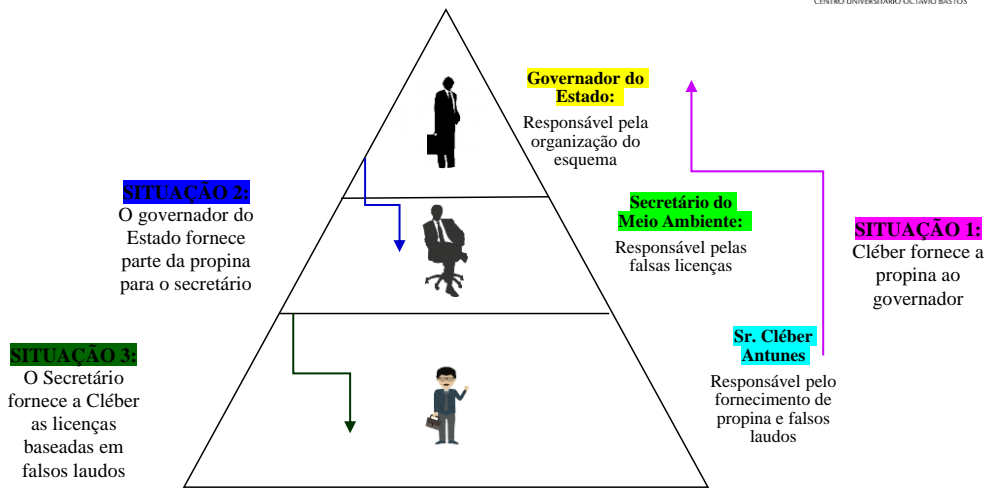 CENTRO UNIVERSITÁRIO OCTÁVIO BASTOS
Governador do
Estado:
Responsável pela
organização do
esquema
SITUAÇÃO 2:
O governador do
Estado fornece
parte da propina
para o secretário
Secretário do
Meio Ambiente:
Responsável pelas
falsas licenças
SITUAÇÃO 1:
Cléber fornece a
propina ao
governador
SITUAÇÃO 3:
O Secretário
fornece a Cléber
as licenças
baseadas em
falsos laudos
Sr. Cléber
Antunes
Responsável pelo
fornecimento de
propina e falsos
laudos